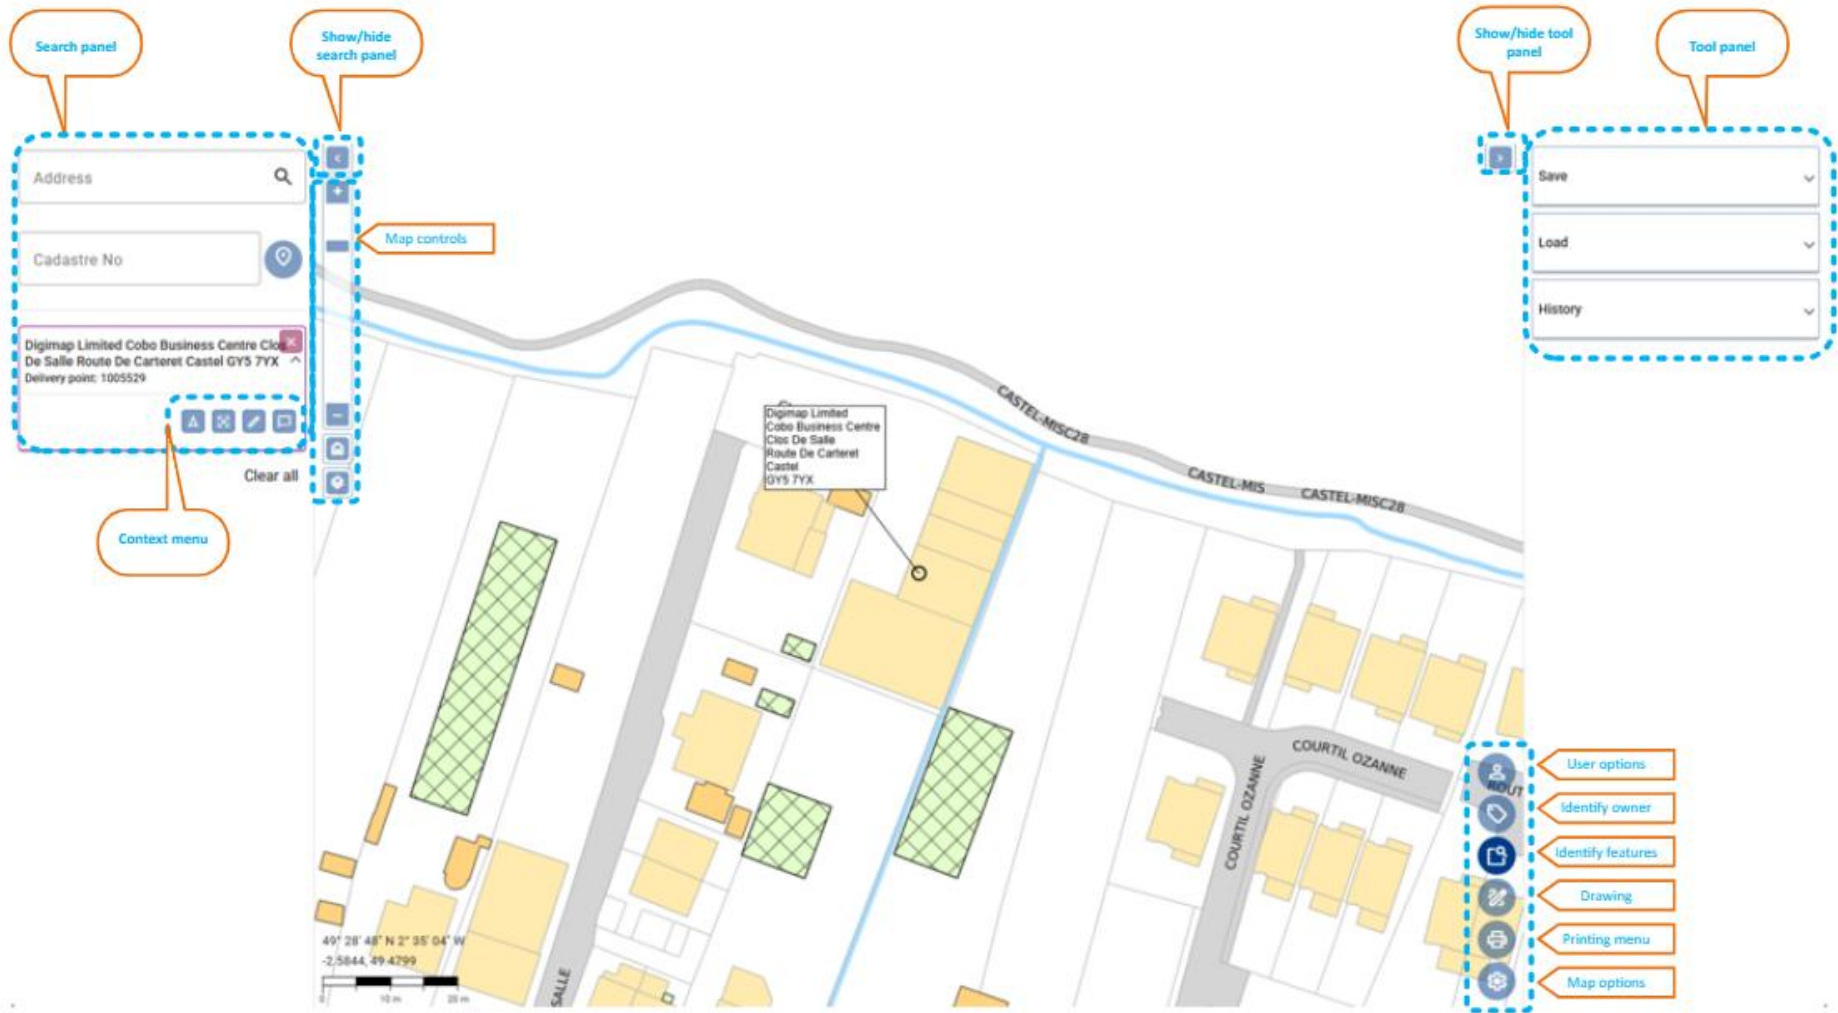 Search panel
Show/hide
search panel
Show/hide tool
panel
Tool panel
Address
Cadastre No
Map controls
Save
Load
History
Digimap Limited Cobo Business Centre Clos
De Salle Route De Carteret Castel GY5 7YX
Delivery point: 1005529
Clear all
Context menu
Digimap Limited
Cobo Business Centre
Clos De Salle
Route De Carteret
Castel
GY5 7YX
CASTEL-MISC28
CASTEL-MIS
CASTEL-MISC28
COURTIL OZANNE
COURTIL OZANNE
ROUT
SALLE
User options
Identify owner
Identify features
Drawing
Printing menu
Map options
49° 28' 48" N 2° 35' 04" W
-2.5844, 49.4799
0 10 m 20 m